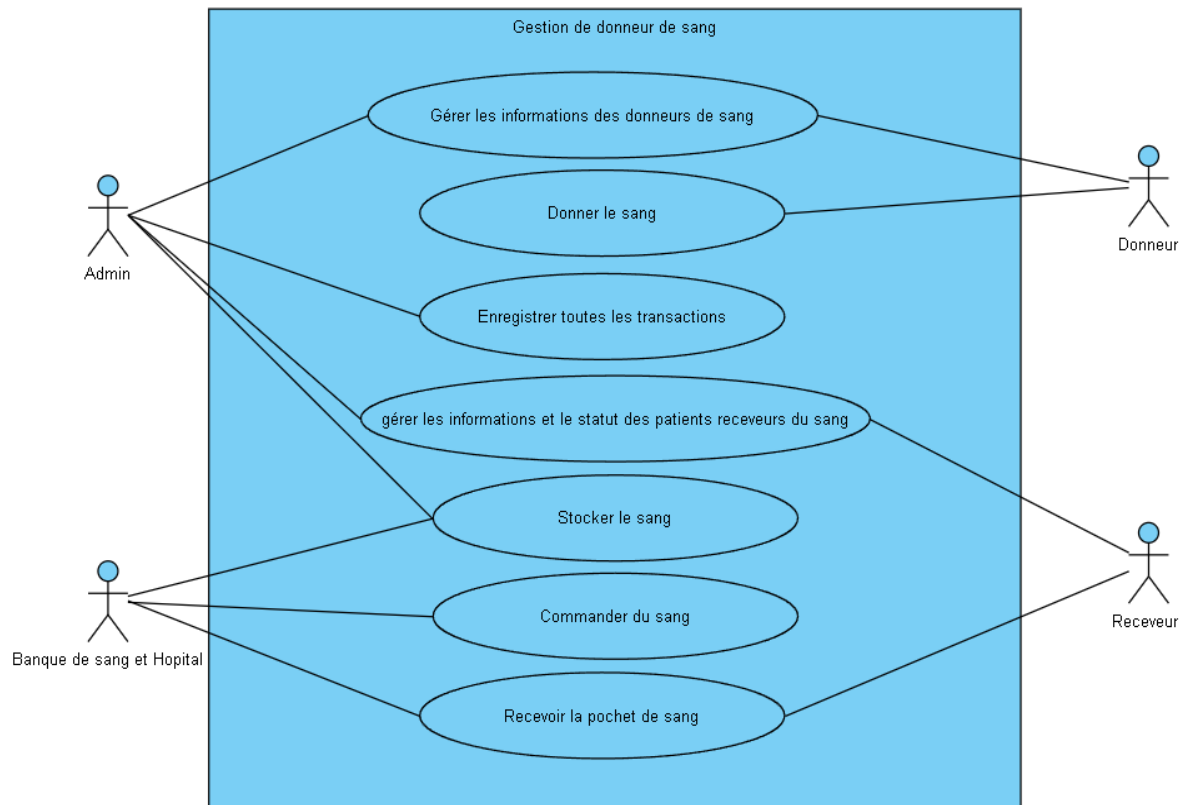 Gestion de donneur de sang
Gérer les informations des donneurs de sang
Donner le sang
Donneur
Admin
Enregistrer toutes les transactions
gérer les informations et le statut des patients receveurs du sang
Stocker le sang
Commander du sang
Receveur
Banque de sang et Hopital
Recevoir la pochet de sang